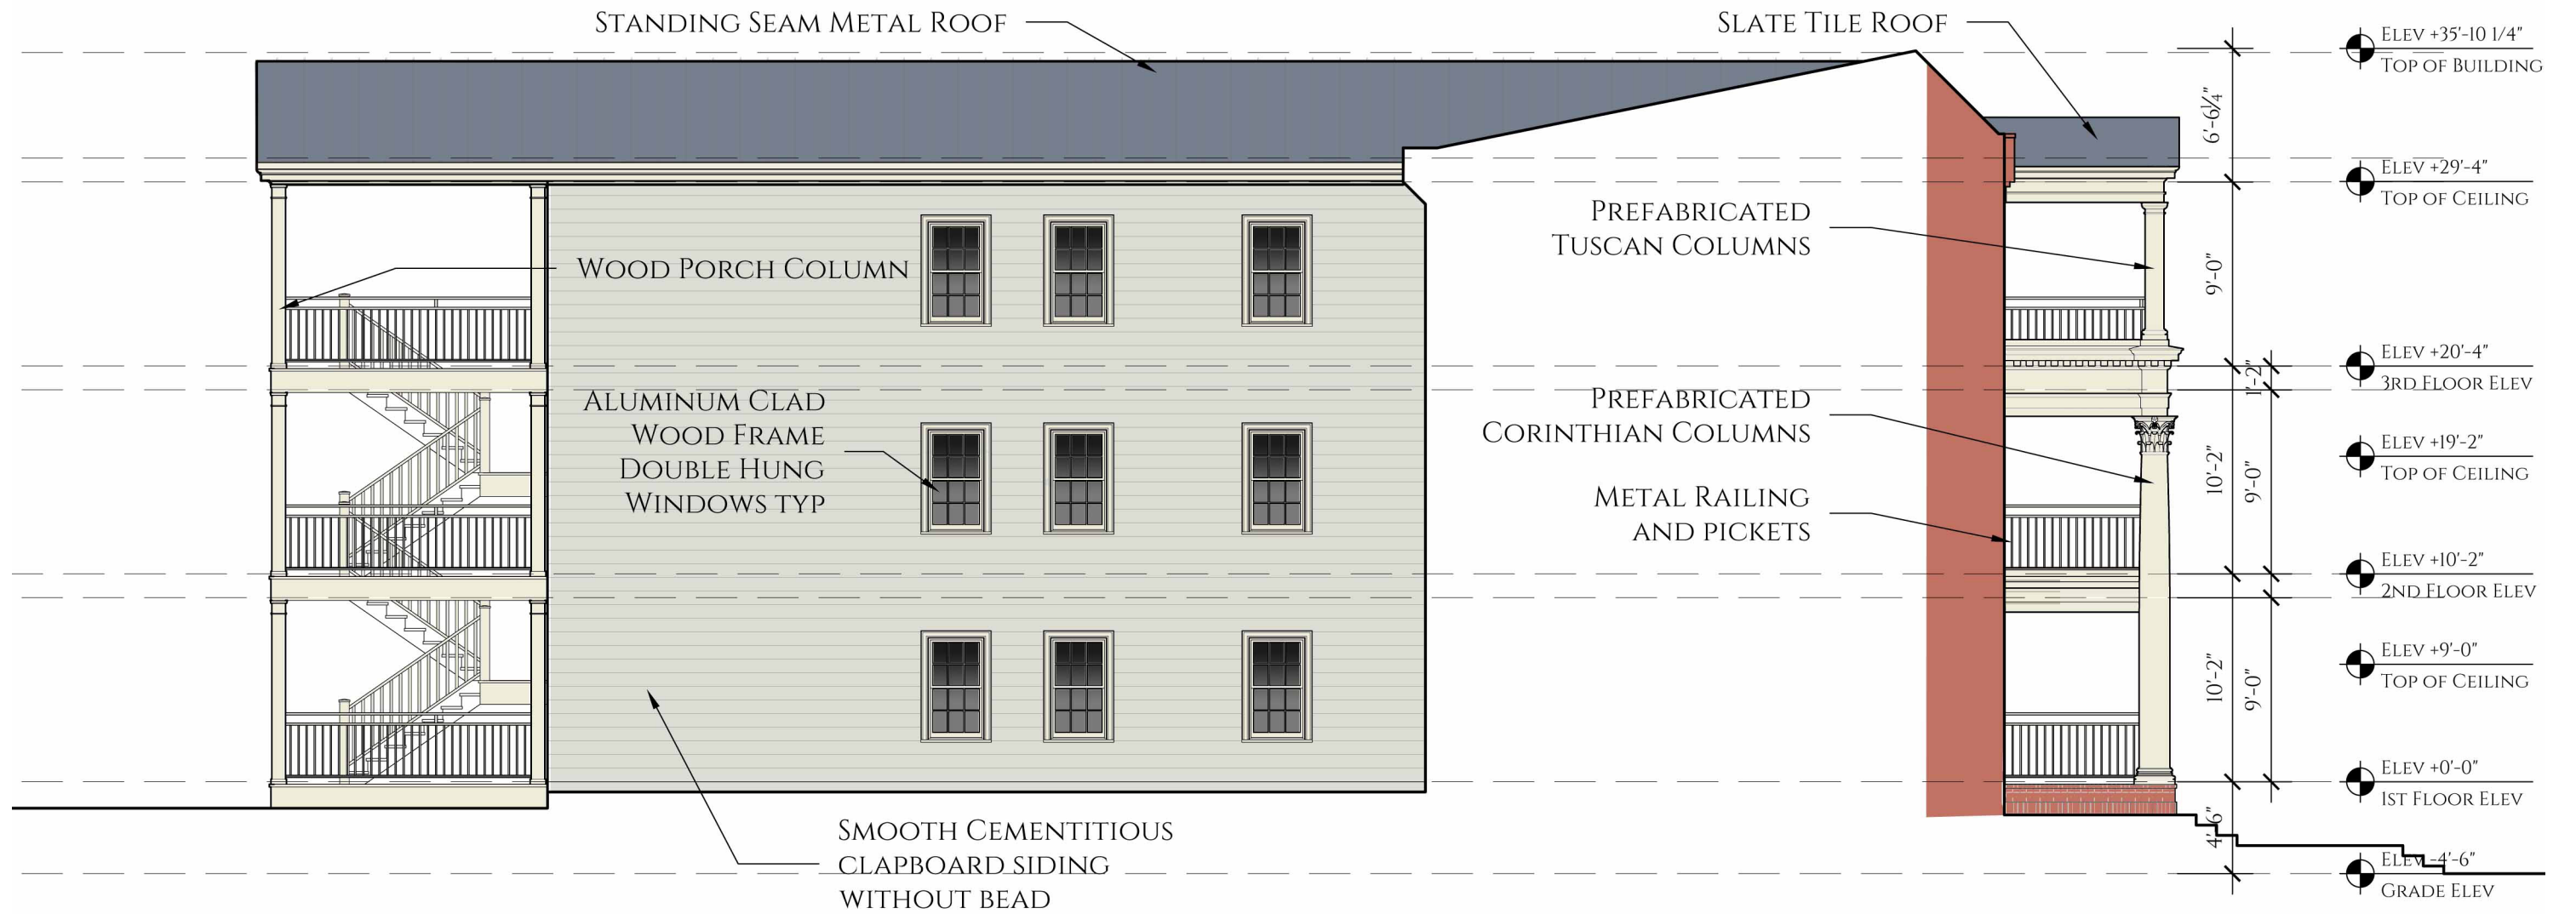 STANDING SEAM METAL ROOF
SLATE TILE ROOF
ELEV +35'-10 1/4"
TOP OF BUILDING
6'-6¼"
ELEV +29'-4"
TOP OF CEILING
PREFABRICATED
TUSCAN COLUMNS
WOOD PORCH COLUMN
9'-0"
ELEV +20'-4"
3RD FLOOR ELEV
1'-2"
ALUMINUM CLAD
WOOD FRAME
DOUBLE HUNG
WINDOWS TYP
PREFABRICATED
CORINTHIAN COLUMNS
ELEV +19'-2"
TOP OF CEILING
10'-2"
9'-0"
METAL RAILING
AND PICKETS
ELEV +10'-2"
2ND FLOOR ELEV
ELEV +9'-0"
TOP OF CEILING
10'-2"
9'-0"
ELEV +0'-0"
1ST FLOOR ELEV
SMOOTH CEMENTITIOUS
CLAPBOARD SIDING
WITHOUT BEAD
4'-6"
ELEV -4'-6"
GRADE ELEV